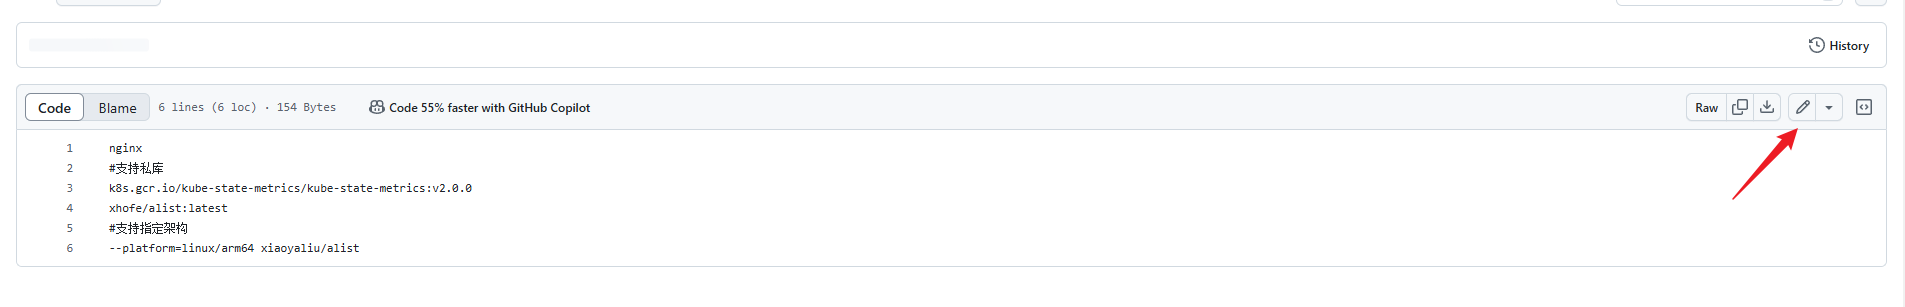 History
Code Blame 6 lines (6 loc) · 154 Bytes Code 55% faster with GitHub Copilot Raw
1 nginx
2 #支持私库
3 k8s.gcr.io/kube-state-metrics/kube-state-metrics:v2.0.0
4 xhofe/alist:latest
5 #支持指定架构
6 --platform=linux/arm64 xiaoyaliu/alist